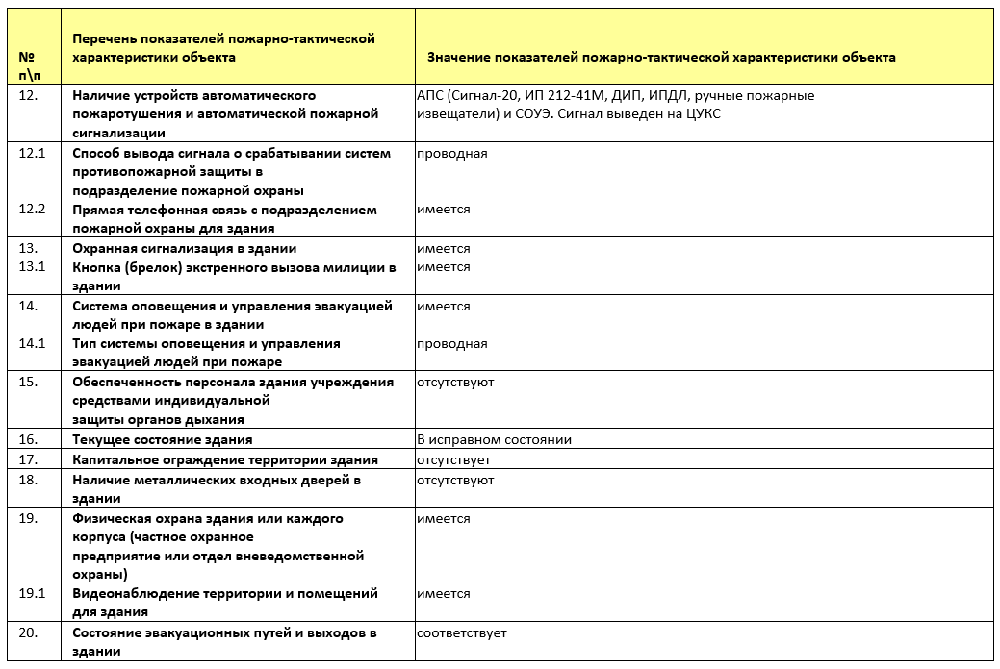 №
п\п
Перечень показателей пожарно-тактической
характеристики объекта
Значение показателей пожарно-тактической характеристики объекта
12.
Наличие устройств автоматического
пожаротушения и автоматической пожарной
сигнализации
АПС (Сигнал-20, ИП 212-41М, ДИП, ИПДЛ, ручные пожарные
извещатели) и СОУЭ. Сигнал выведен на ЦУКС
12.1
Способ вывода сигнала о срабатывании систем
противопожарной защиты в
подразделение пожарной охраны
проводная
12.2
Прямая телефонная связь с подразделением
пожарной охраны для здания
имеется
13.
Охранная сигнализация в здании
имеется
13.1
Кнопка (брелок) экстренного вызова милиции в
здании
имеется
14.
Система оповещения и управления эвакуацией
людей при пожаре в здании
имеется
14.1
Тип системы оповещения и управления
эвакуацией людей при пожаре
проводная
15.
Обеспеченность персонала здания учреждения
средствами индивидуальной
защиты органов дыхания
отсутствуют
16.
Текущее состояние здания
В исправном состоянии
17.
Капитальное ограждение территории здания
отсутствует
18.
Наличие металлических входных дверей в
здании
отсутствуют
19.
Физическая охрана здания или каждого
корпуса (частное охранное
предприятие или отдел вневедомственной
охраны)
имеется
19.1
Видеонаблюдение территории и помещений
для здания
имеется
20.
Состояние эвакуационных путей и выходов в
здании
соответствует